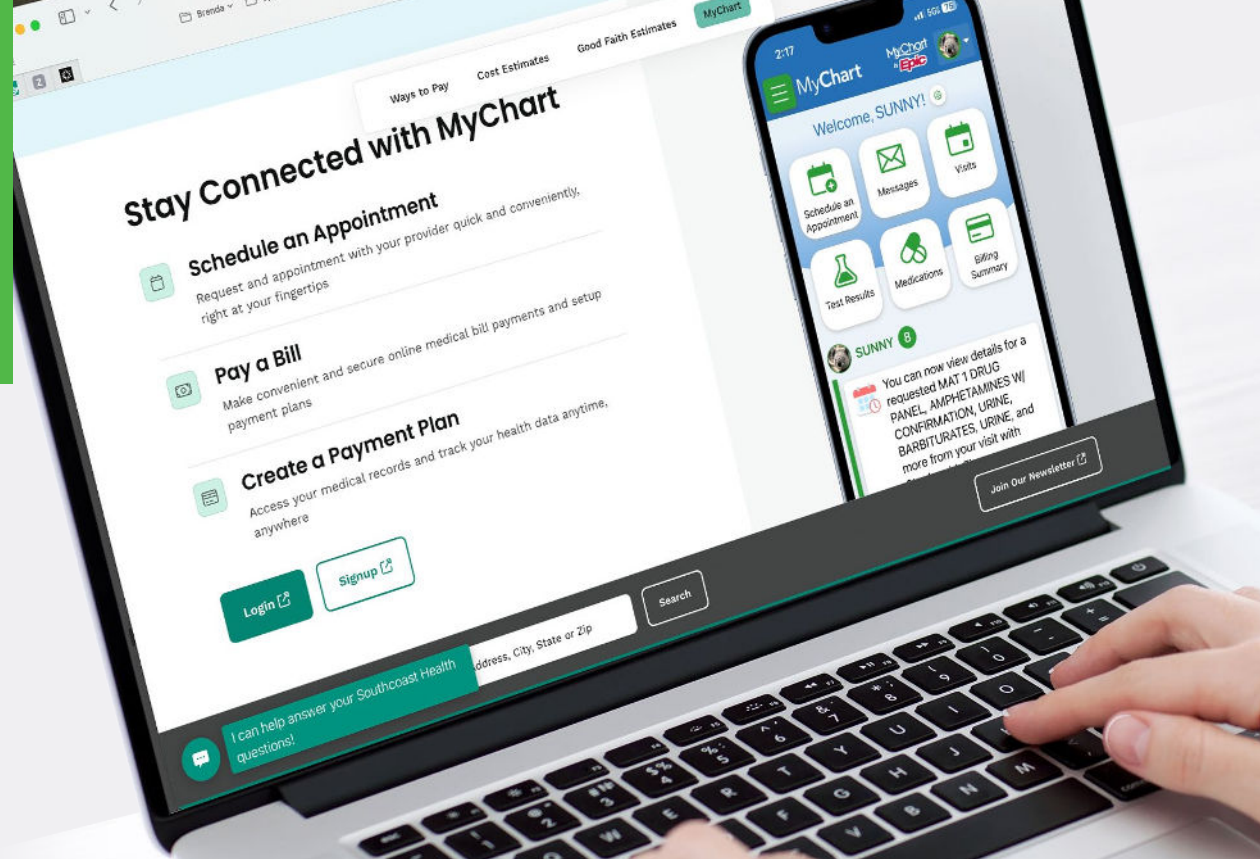 Brenda
Ways to Pay
Cost Estimates
Good Faith Estimates
MyChart
Stay Connected with MyChart
Schedule an Appointment
Request and appointment with your provider quick and conveniently,
right at your fingertips
Pay a Bill
Make convenient and secure online medical bill payments and setup
payment plans
Create a Payment Plan
Access your medical records and track your health data anytime,
anywhere
Login
Signup
2:17
5G
76
MyChart
MyChart
Epic
Welcome, SUNNY!
Schedule an
Appointment
Messages
Visits
Test Results
Medications
Billing
Summary
SUNNY 8
You can now view details for a
requested MAT 1 DRUG
PANEL, AMPHETAMINES W/
CONFIRMATION, URINE,
BARBITURATES, URINE, and
more from your visit with
Join Our Newsletter
I can help answer your Southcoast Health
questions!
ddress, City, State or Zip
Search